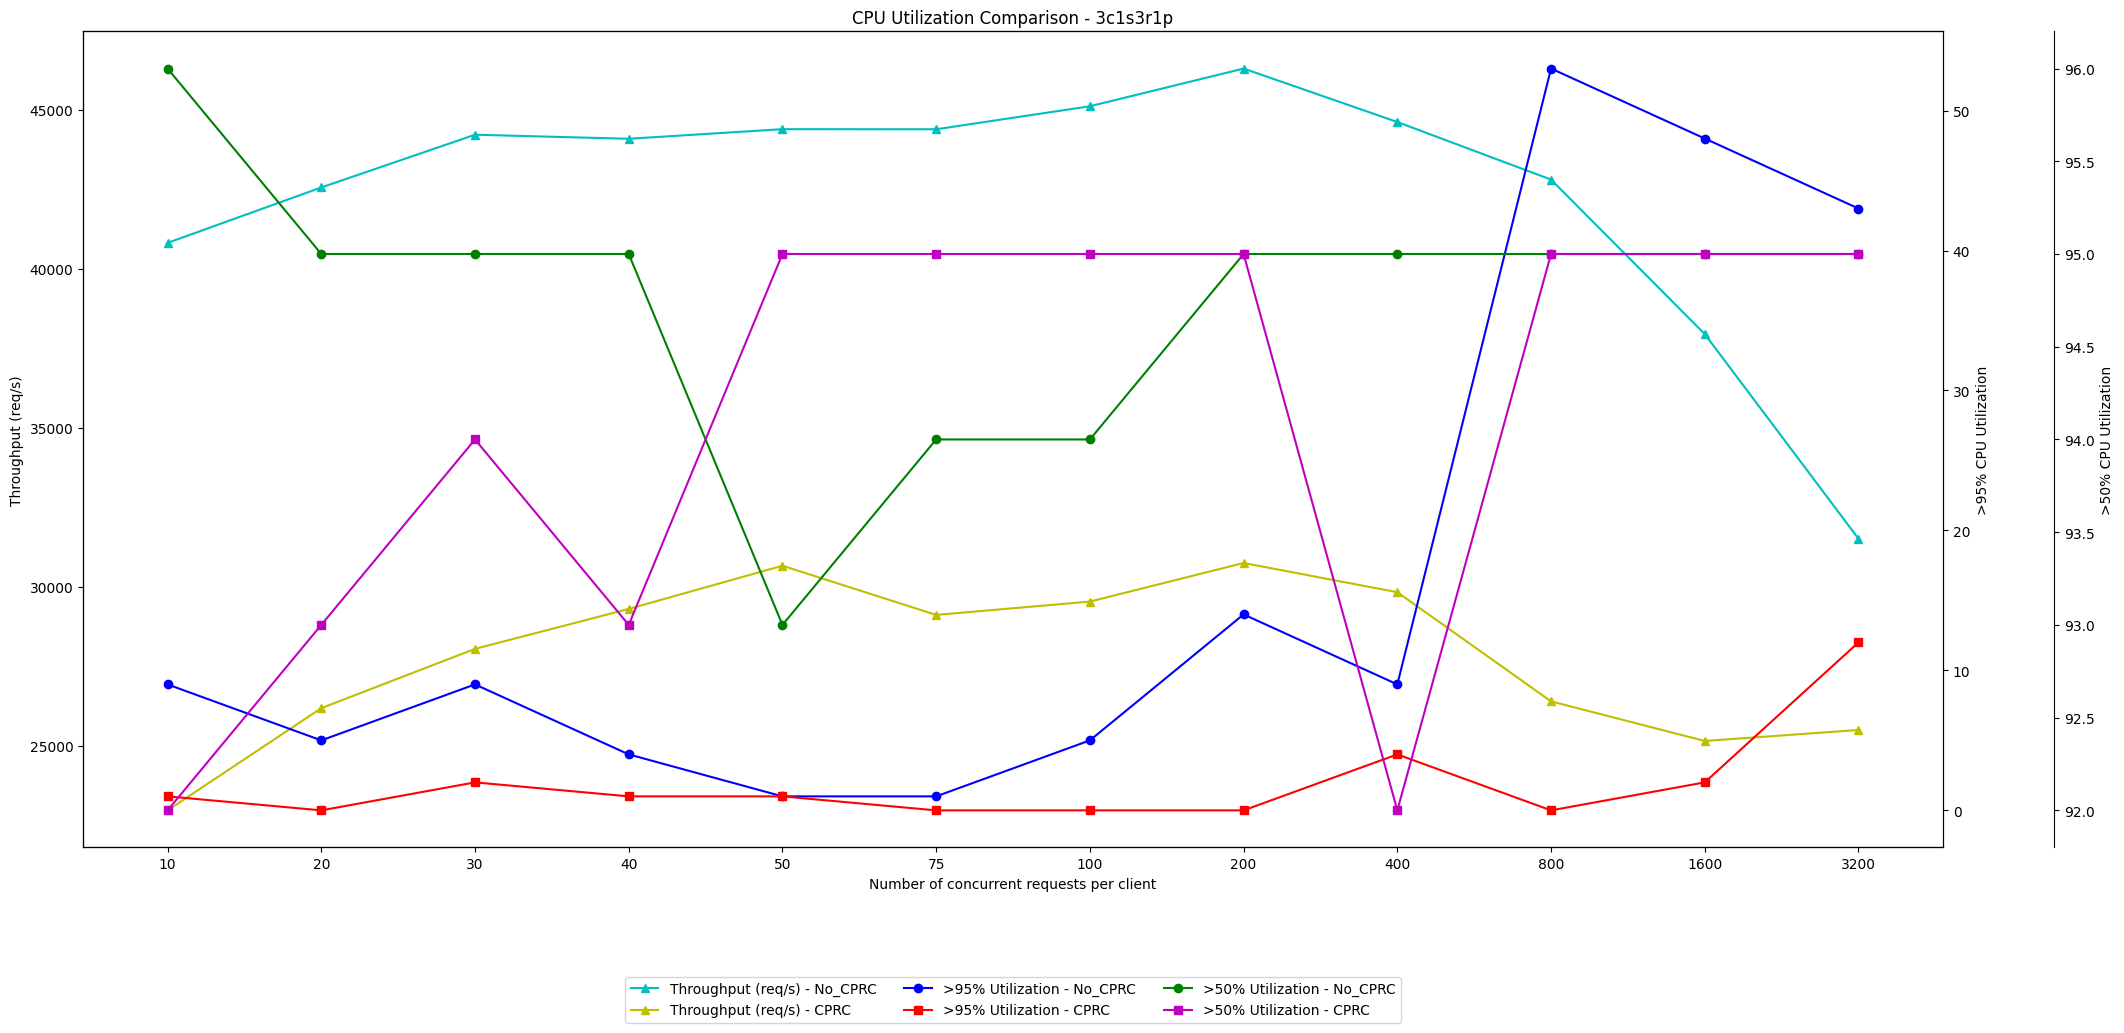 CPU Utilization Comparison - 3c1s3r1p
Throughput (req/s)
45000
40000
35000
30000
25000
50
40
30
20
10
0
>95% CPU Utilization
96.0
95.5
95.0
94.5
94.0
93.5
93.0
92.5
92.0
>50% CPU Utilization
10 20 30 40 50 75 100 200 400 800 1600 3200
Number of concurrent requests per client
Throughput (req/s) - No_CPRC >95% Utilization - No_CPRC >50% Utilization - No_CPRC
Throughput (req/s) - CPRC >95% Utilization - CPRC >50% Utilization - CPRC